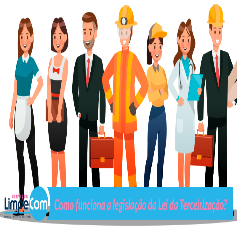 LimpeCom
Como funciona a legislação da Lei da Terceirização?